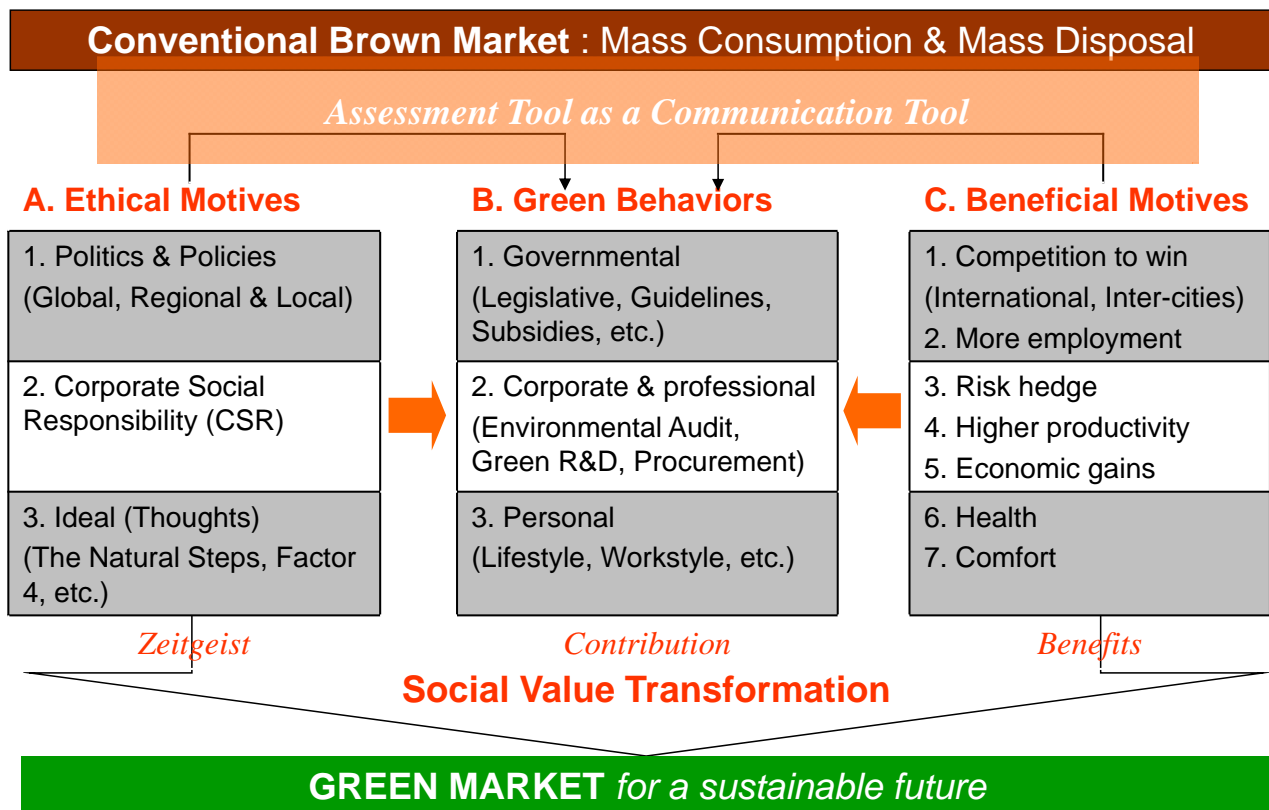 Conventional Brown Market : Mass Consumption & Mass Disposal
Assessment Tool as a Communication Tool
A. Ethical Motives
1. Politics & Policies
(Global, Regional & Local)
2. Corporate Social
Responsibility (CSR)
3. Ideal (Thoughts)
(The Natural Steps, Factor
4, etc.)
Zeitgeist
B. Green Behaviors
1. Governmental
(Legislative, Guidelines,
Subsidies, etc.)
2. Corporate & professional
(Environmental Audit,
Green R&D, Procurement)
3. Personal
(Lifestyle, Workstyle, etc.)
Contribution
C. Beneficial Motives
1. Competition to win
(International, Inter-cities)
2. More employment
3. Risk hedge
4. Higher productivity
5. Economic gains
6. Health
7. Comfort
Benefits
Social Value Transformation
GREEN MARKET for a sustainable future